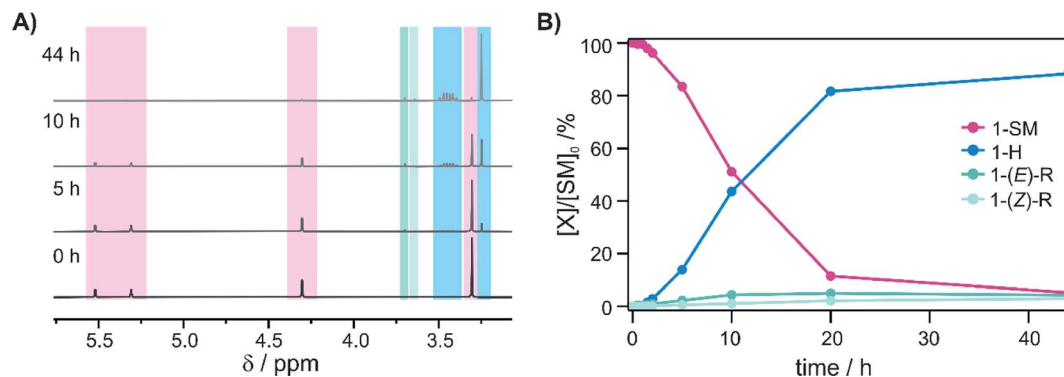 A)
44 h
10 h
5 h
0 h
5.5 5.0 4.5 4.0 3.5
δ / ppm
B)
[X]/[SM]0 /%
100
80
60
40
20
0
1-SM
1-H
1-(E)-R
1-(Z)-R
0 10 20 30 40
time / h